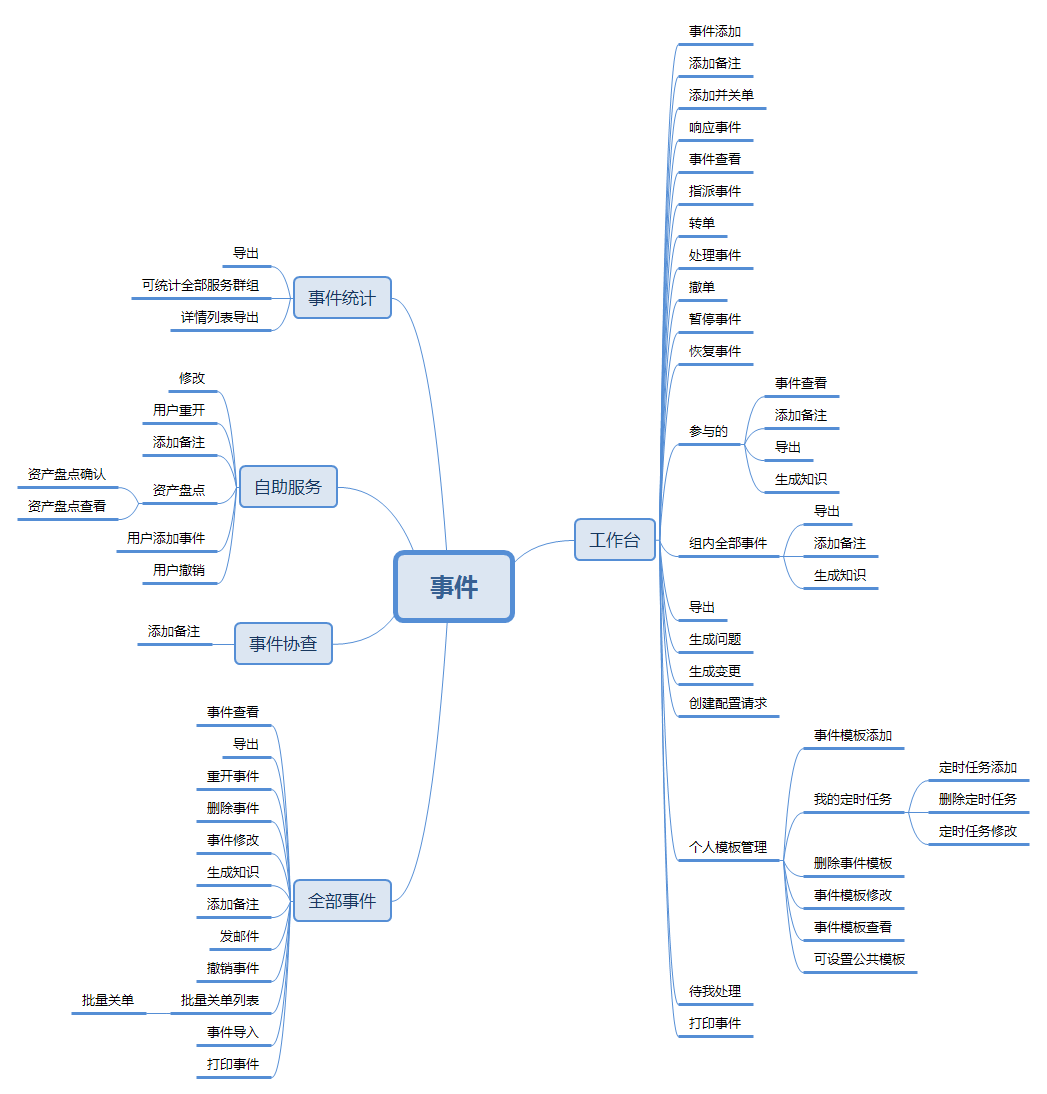 事件
工作台
事件添加
添加备注
添加并关单
响应事件
事件查看
指派事件
转单
处理事件
撤单
暂停事件
恢复事件
参与的
事件查看
添加备注
导出
生成知识
组内全部事件
导出
添加备注
生成知识
导出
生成问题
生成变更
创建配置请求
个人模板管理
事件模板添加
我的定时任务
定时任务添加
删除定时任务
定时任务修改
删除事件模板
事件模板修改
事件模板查看
可设置公共模板
待我处理
打印事件
事件统计
导出
可统计全部服务群组
详情列表导出
自助服务
修改
用户重开
添加备注
资产盘点
资产盘点确认
资产盘点查看
用户添加事件
用户撤销
事件协查
添加备注
全部事件
事件查看
导出
重开事件
删除事件
事件修改
生成知识
添加备注
发邮件
撤销事件
批量关单列表
批量关单
事件导入
打印事件